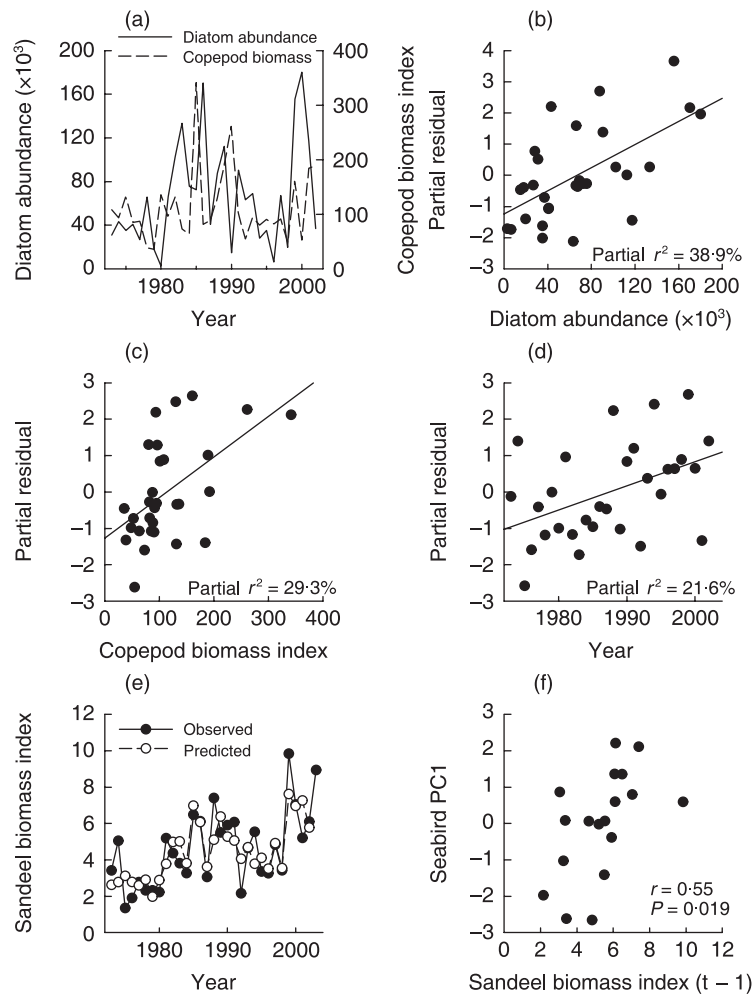 (a)
Diatom abundance
Copepod biomass
Diatom abundance (×10³)
200
160
120
80
40
0
400
300
200
100
0
Copepod biomass index
1980 1990 2000
Year
(b)
Partial residual
4
3
2
1
0
−1
−2
−3
Partial r² = 38·9%
0 40 80 120 160 200
Diatom abundance (×10³)
(c)
Partial residual
3
2
1
0
−1
−2
−3
Partial r² = 29·3%
0 100 200 300 400
Copepod biomass index
(d)
Partial residual
3
2
1
0
−1
−2
−3
Partial r² = 21·6%
1980 1990 2000
Year
(e)
Observed
Predicted
Sandeel biomass index
12
10
8
6
4
2
0
1980 1990 2000
Year
(f)
Seabird PC1
3
2
1
0
−1
−2
−3
r = 0·55
P = 0·019
0 2 4 6 8 10 12
Sandeel biomass index (t − 1)